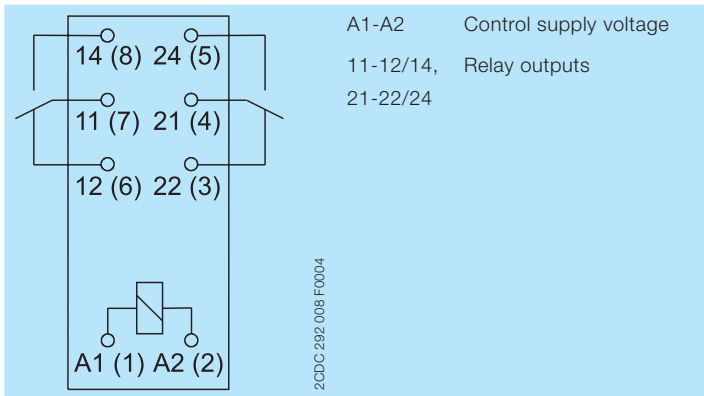 14 (8) 24 (5)
11 (7) 21 (4)
12 (6) 22 (3)
A1 (1) A2 (2)
2CDC 292 008 F0004
A1-A2 Control supply voltage
11-12/14, Relay outputs
21-22/24